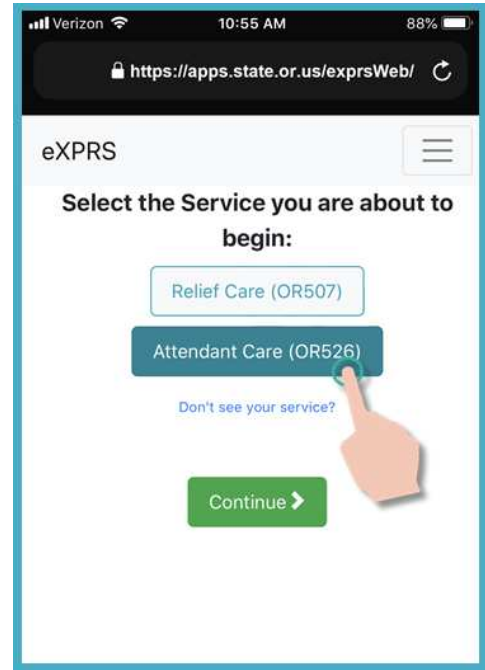 Verizon 10:55 AM 88%
https://apps.state.or.us/exprsWeb/
eXPRS
Select the Service you are about to
begin:
Relief Care (OR507)
Attendant Care (OR526)
Don't see your service?
Continue